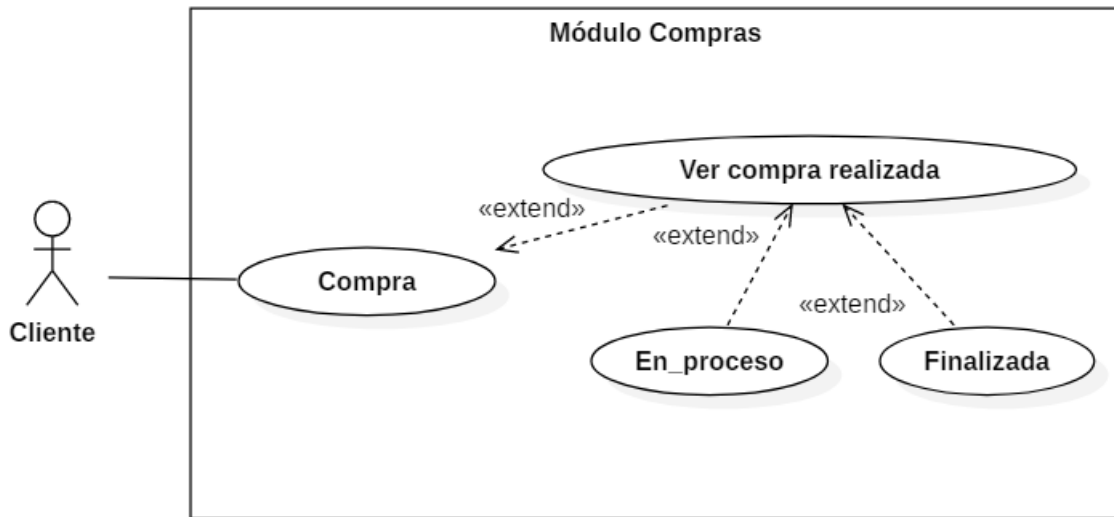 Módulo Compras
Ver compra realizada
«extend»
«extend»
Compra
«extend»
Cliente
En_proceso
Finalizada